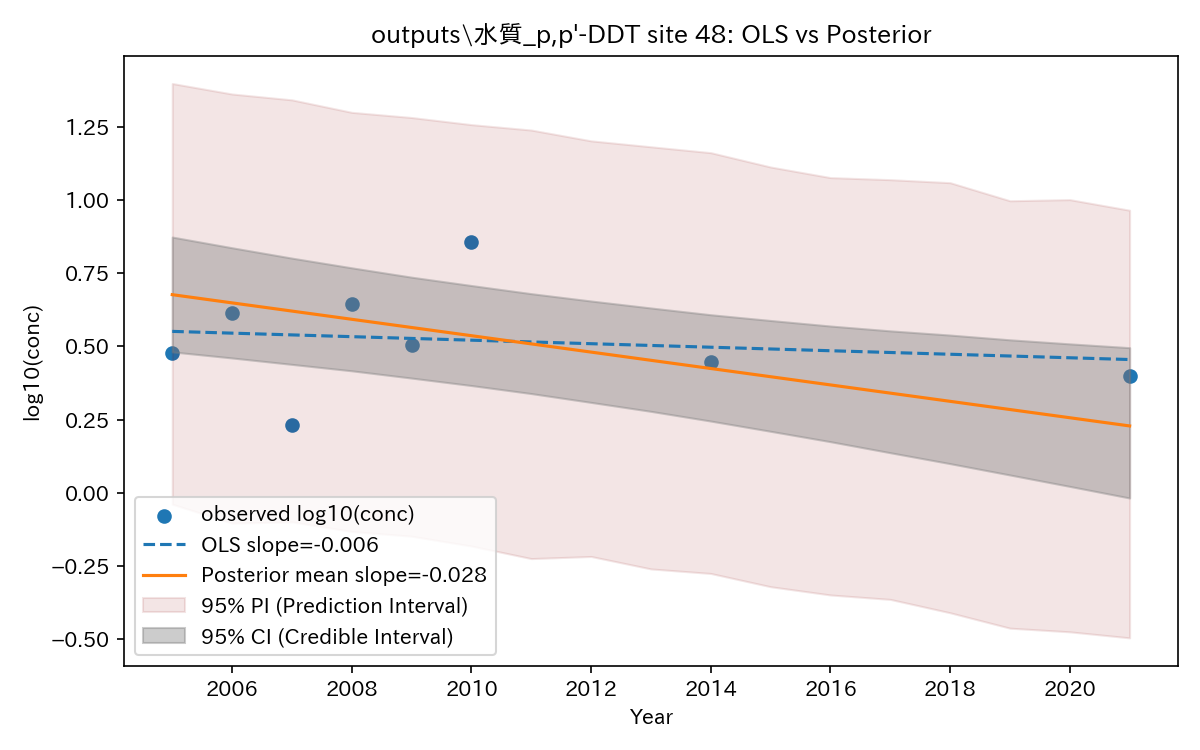 outputs\水質_p,p'-DDT site 48: OLS vs Posterior
log10(conc)
1.25
1.00
0.75
0.50
0.25
0.00
−0.25
−0.50
observed log10(conc)
OLS slope=-0.006
Posterior mean slope=-0.028
95% PI (Prediction Interval)
95% CI (Credible Interval)
2006 2008 2010 2012 2014 2016 2018 2020
Year